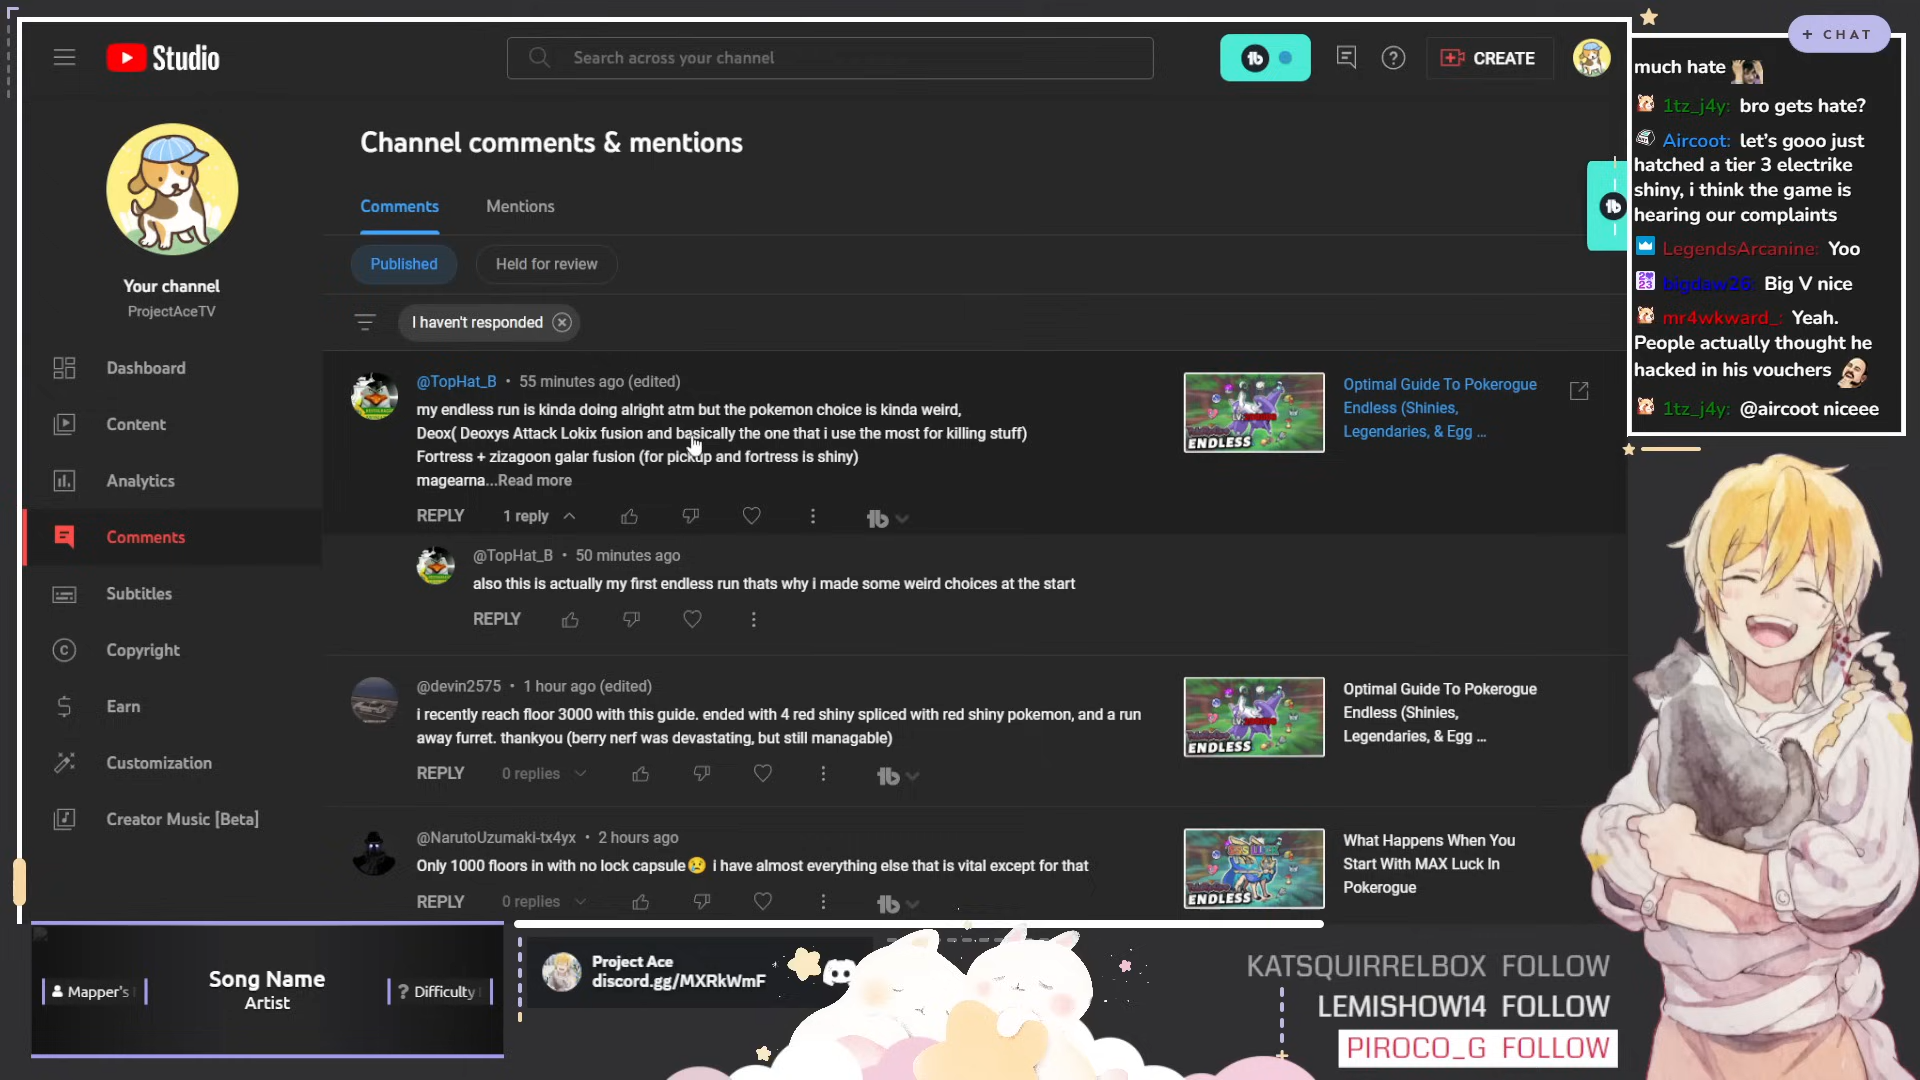 Studio
Search across your channel
CREATE
+ CHAT
Your channel
ProjectAceTV
Dashboard
Content
Analytics
Comments
Subtitles
Copyright
Earn
Customization
Creator Music [Beta]
Channel comments & mentions
Comments
Mentions
Published
Held for review
I haven't responded
@TopHat_B • 55 minutes ago (edited)
my endless run is kinda doing alright atm but the pokemon choice is kinda weird,
Deox( Deoxys Attack Lokix fusion and basically the one that i use the most for killing stuff)
Fortress + zizagoon galar fusion (for pickup and fortress is shiny)
magearna...Read more
REPLY
1 reply
ENDLESS
Optimal Guide To Pokerogue
Endless (Shinies,
Legendaries, & Egg ...
@TopHat_B • 50 minutes ago
also this is actually my first endless run thats why i made some weird choices at the start
REPLY
@devin2575 • 1 hour ago (edited)
i recently reach floor 3000 with this guide. ended with 4 red shiny spliced with red shiny pokemon, and a run
away furret. thankyou (berry nerf was devastating, but still managable)
REPLY
0 replies
ENDLESS
Optimal Guide To Pokerogue
Endless (Shinies,
Legendaries, & Egg ...
@NarutoUzumaki-tx4yx • 2 hours ago
Only 1000 floors in with no lock capsule😢 i have almost everything else that is vital except for that
REPLY
0 replies
ENDLESS
What Happens When You
Start With MAX Luck In
Pokerogue
much hate
1tz_j4y: bro gets hate?
Aircoot: let's gooo just
hatched a tier 3 electrike
shiny, i think the game is
hearing our complaints
LegendsArcanine: Yoo
bigdaw26: Big V nice
mr4wkward_: Yeah.
People actually thought he
hacked in his vouchers
1tz_j4y: @aircoot niceee
Mapper's
Song Name
Artist
? Difficulty
Project Ace
discord.gg/MXRkWmF
KATSQUIRRELBOX FOLLOW
LEMISHOW14 FOLLOW
PIROCO_G FOLLOW